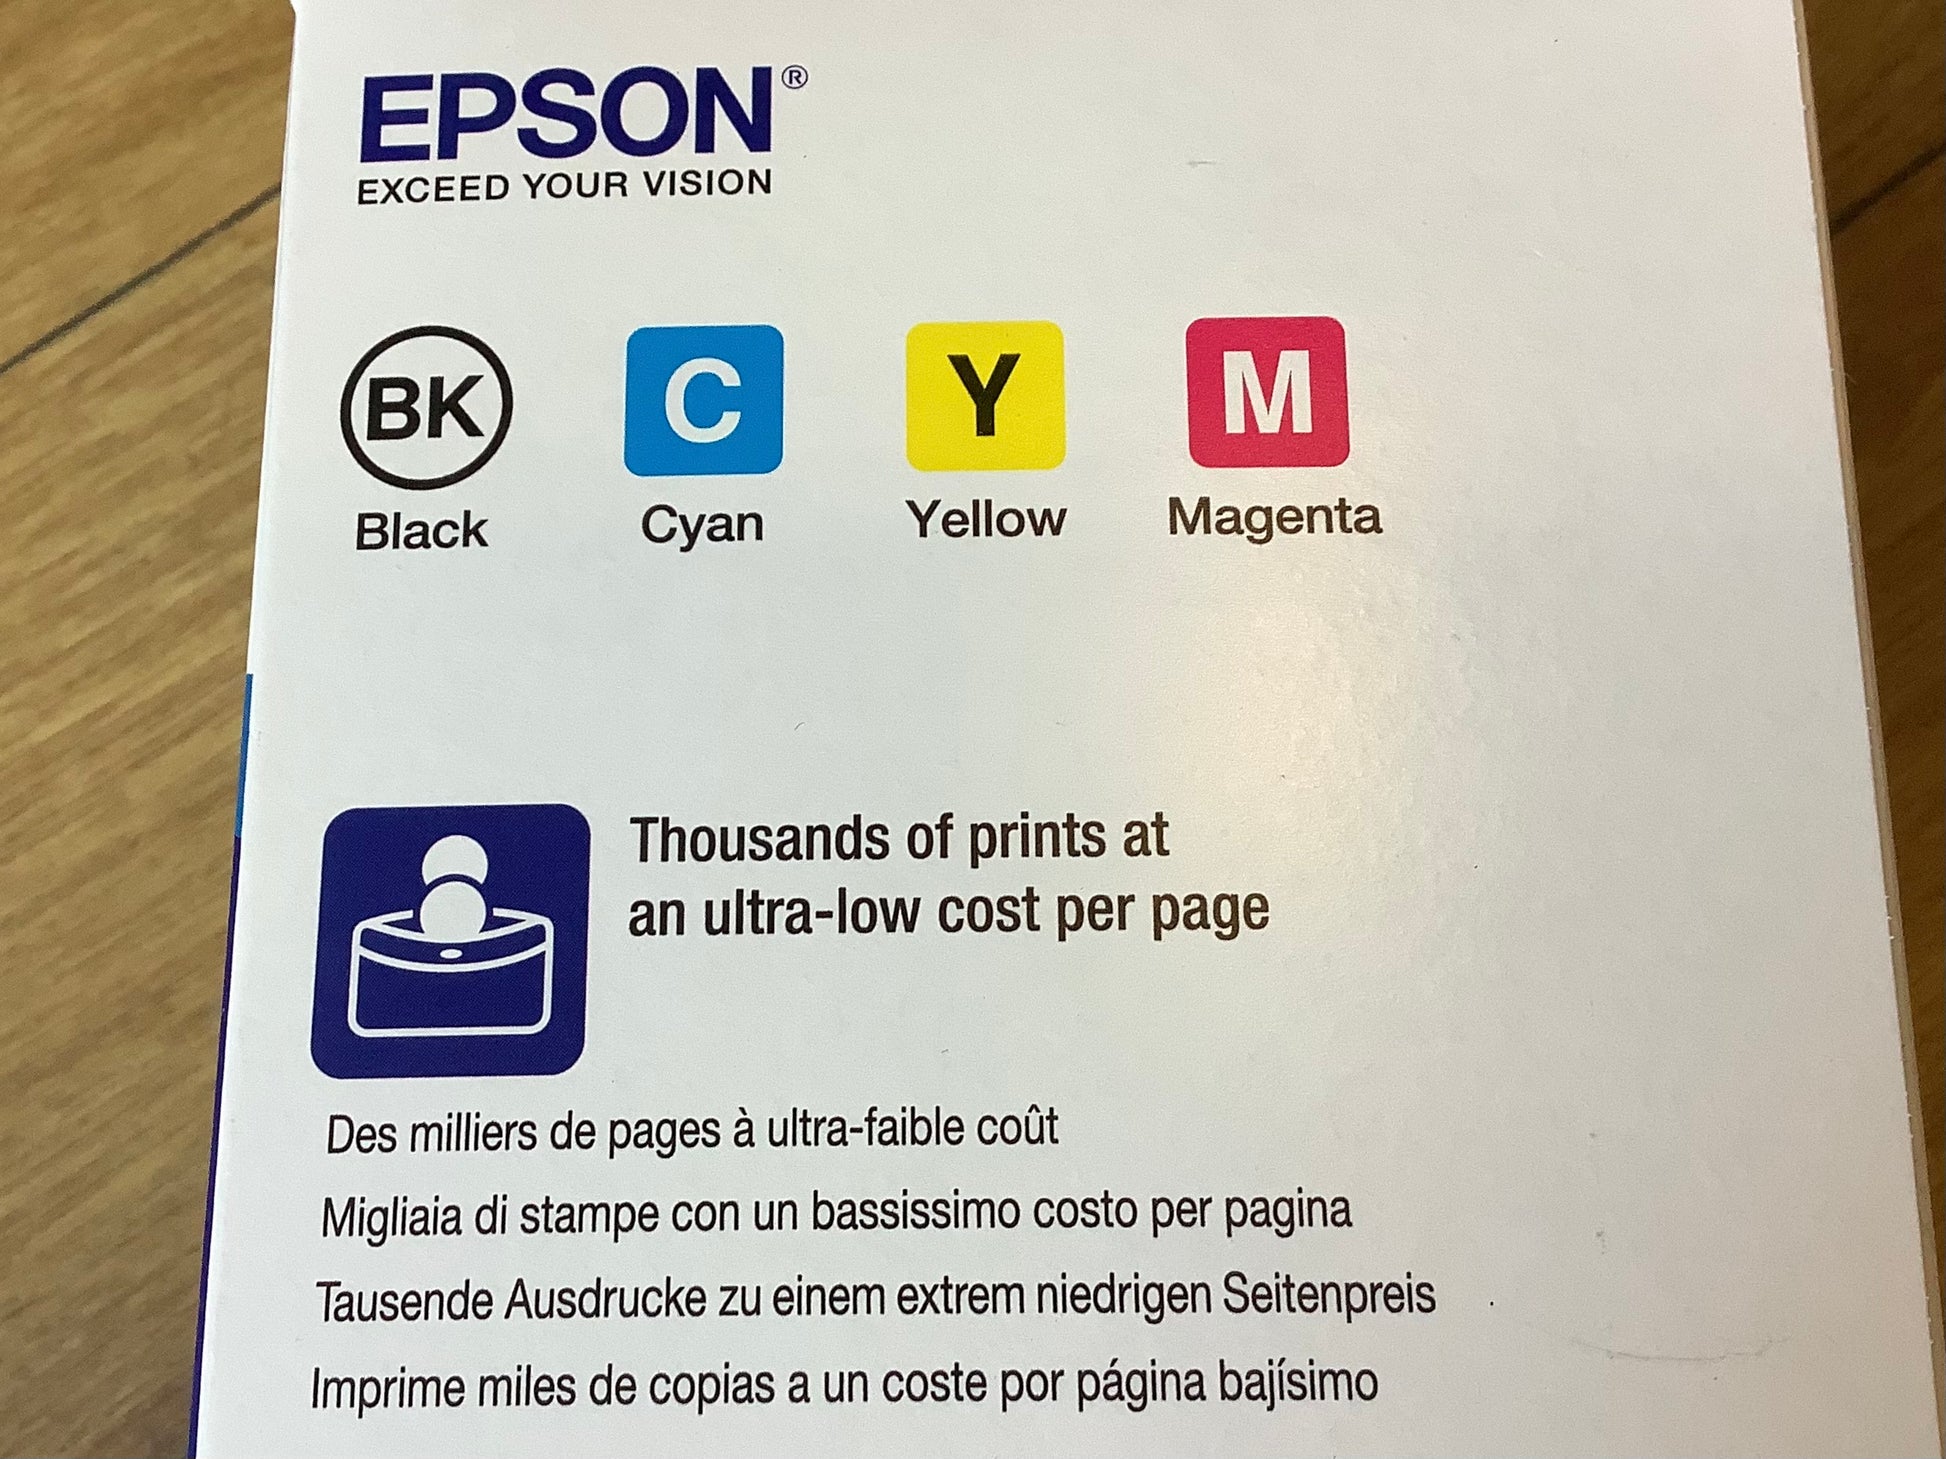 EPSON®
EXCEED YOUR VISION
BK C Y M
Black Cyan Yellow Magenta
Thousands of prints at
an ultra-low cost per page
Des milliers de pages à ultra-faible coût
Migliaia di stampe con un bassissimo costo per pagina
Tausende Ausdrucke zu einem extrem niedrigen Seitenpreis
Imprime miles de copias a un coste por página bajísimo